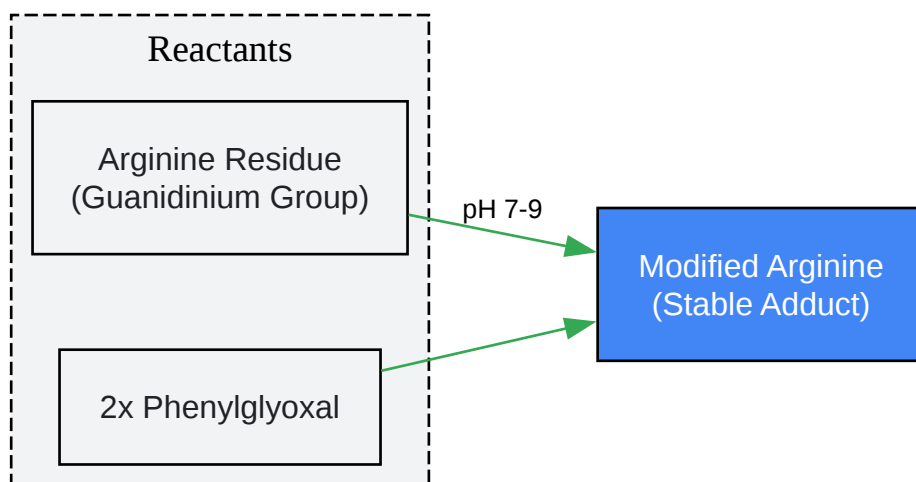 Reactants
Arginine Residue
(Guanidinium Group)
pH 7-9
Modified Arginine
(Stable Adduct)
2x Phenylglyoxal